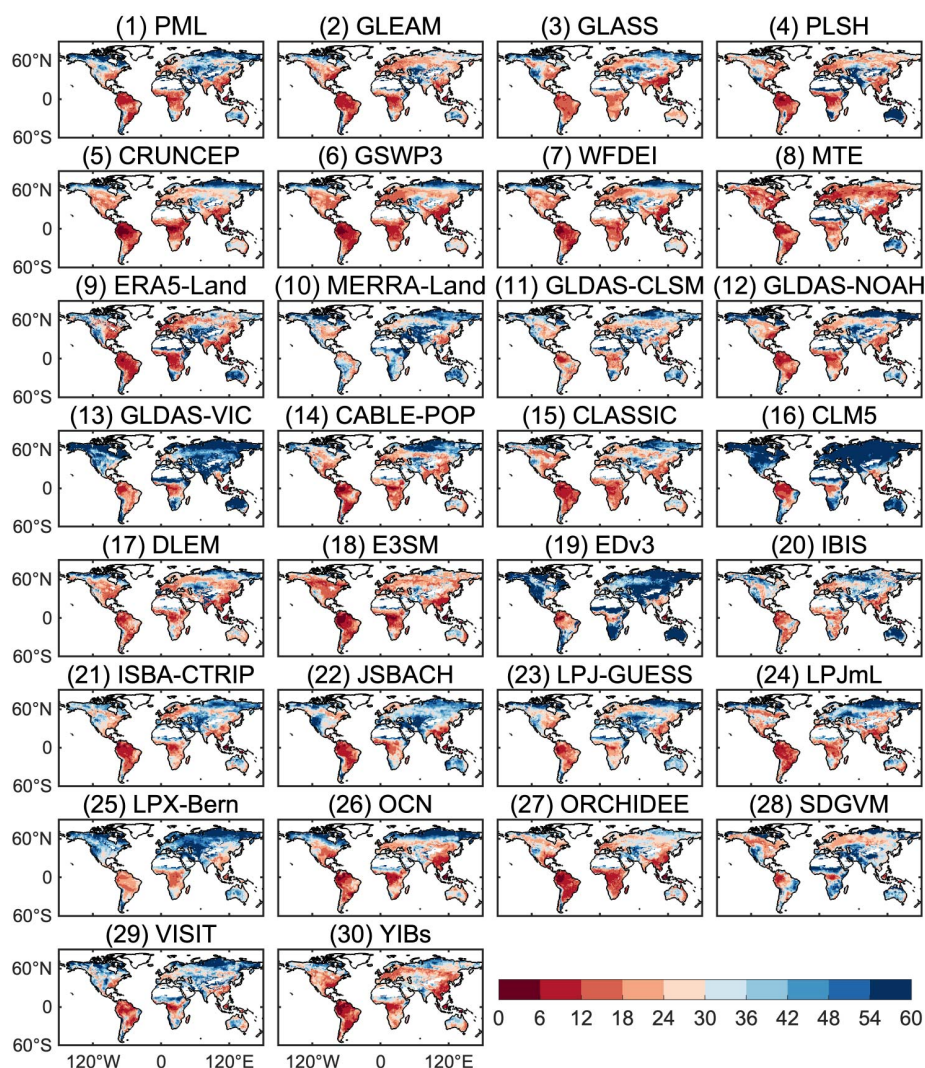 (1) PML (2) GLEAM (3) GLASS (4) PLSH
60°N
0
60°S
(5) CRUNCEP (6) GSWP3 (7) WFDEI (8) MTE
60°N
0
60°S
(9) ERA5-Land (10) MERRA-Land (11) GLDAS-CLSM (12) GLDAS-NOAH
60°N
0
60°S
(13) GLDAS-VIC (14) CABLE-POP (15) CLASSIC (16) CLM5
60°N
0
60°S
(17) DLEM (18) E3SM (19) EDv3 (20) IBIS
60°N
0
60°S
(21) ISBA-CTRIP (22) JSBACH (23) LPJ-GUESS (24) LPJmL
60°N
0
60°S
(25) LPX-Bern (26) OCN (27) ORCHIDEE (28) SDGVM
60°N
0
60°S
(29) VISIT (30) YIBs
60°N
0
60°S
0 6 12 18 24 30 36 42 48 54 60
120°W 0 120°E 120°W 0 120°E